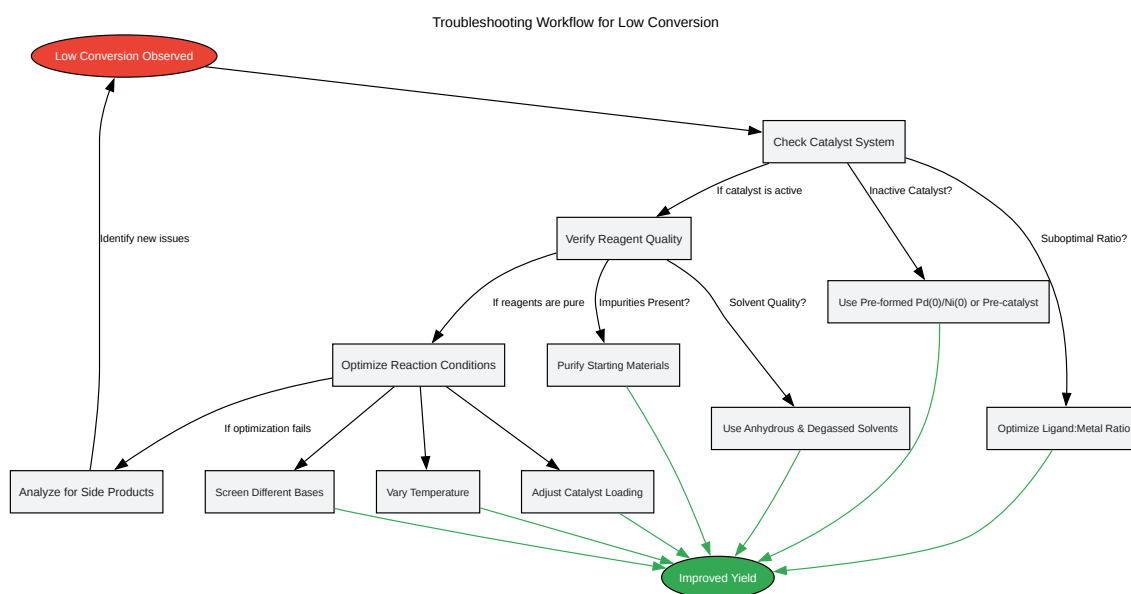 Troubleshooting Workflow for Low Conversion
Low Conversion Observed
Check Catalyst System
If catalyst is active
Inactive Catalyst?
Verify Reagent Quality
Identify new issues
Suboptimal Ratio?
If reagents are pure
Impurities Present?
Solvent Quality?
Use Pre-formed Pd(0)/Ni(0) or Pre-catalyst
Optimize Reaction Conditions
Purify Starting Materials
If optimization fails
Use Anhydrous & Degassed Solvents
Optimize Ligand:Metal Ratio
Analyze for Side Products
Screen Different Bases
Vary Temperature
Adjust Catalyst Loading
Improved Yield